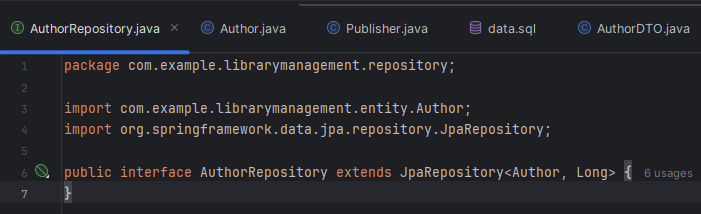 AuthorRepository.java × Author.java Publisher.java data.sql AuthorDTO.java
1 package com.example.librarymanagement.repository;
2
3 import com.example.librarymanagement.entity.Author;
4 import org.springframework.data.jpa.repository.JpaRepository;
5
6 public interface AuthorRepository extends JpaRepository<Author, Long> { 6 usages
7 }